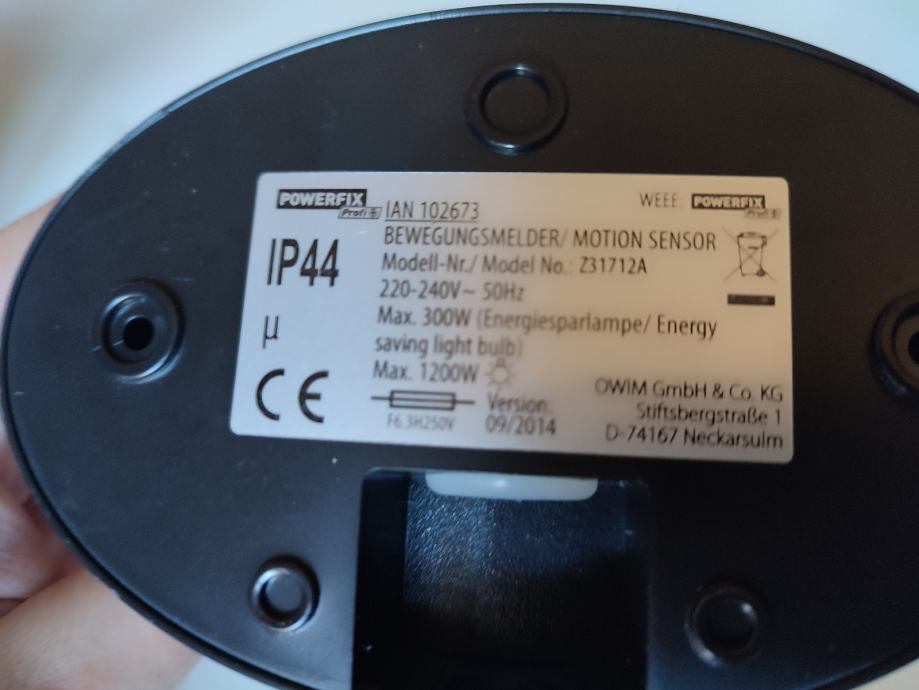 POWERFIX
Profi
IAN 102673
WEEE: POWERFIX
Profi
BEWEGUNGSMELDER/ MOTION SENSOR
IP44
Modell-Nr./ Model No.: Z31712A
220-240V~ 50Hz
µ
Max. 300W (Energiesparlampe/ Energy
saving light bulb)
Max. 1200W
CE
F6.3H250V
Version:
09/2014
OWIM GmbH & Co. KG
Stiftsbergstraße 1
D-74167 Neckarsulm